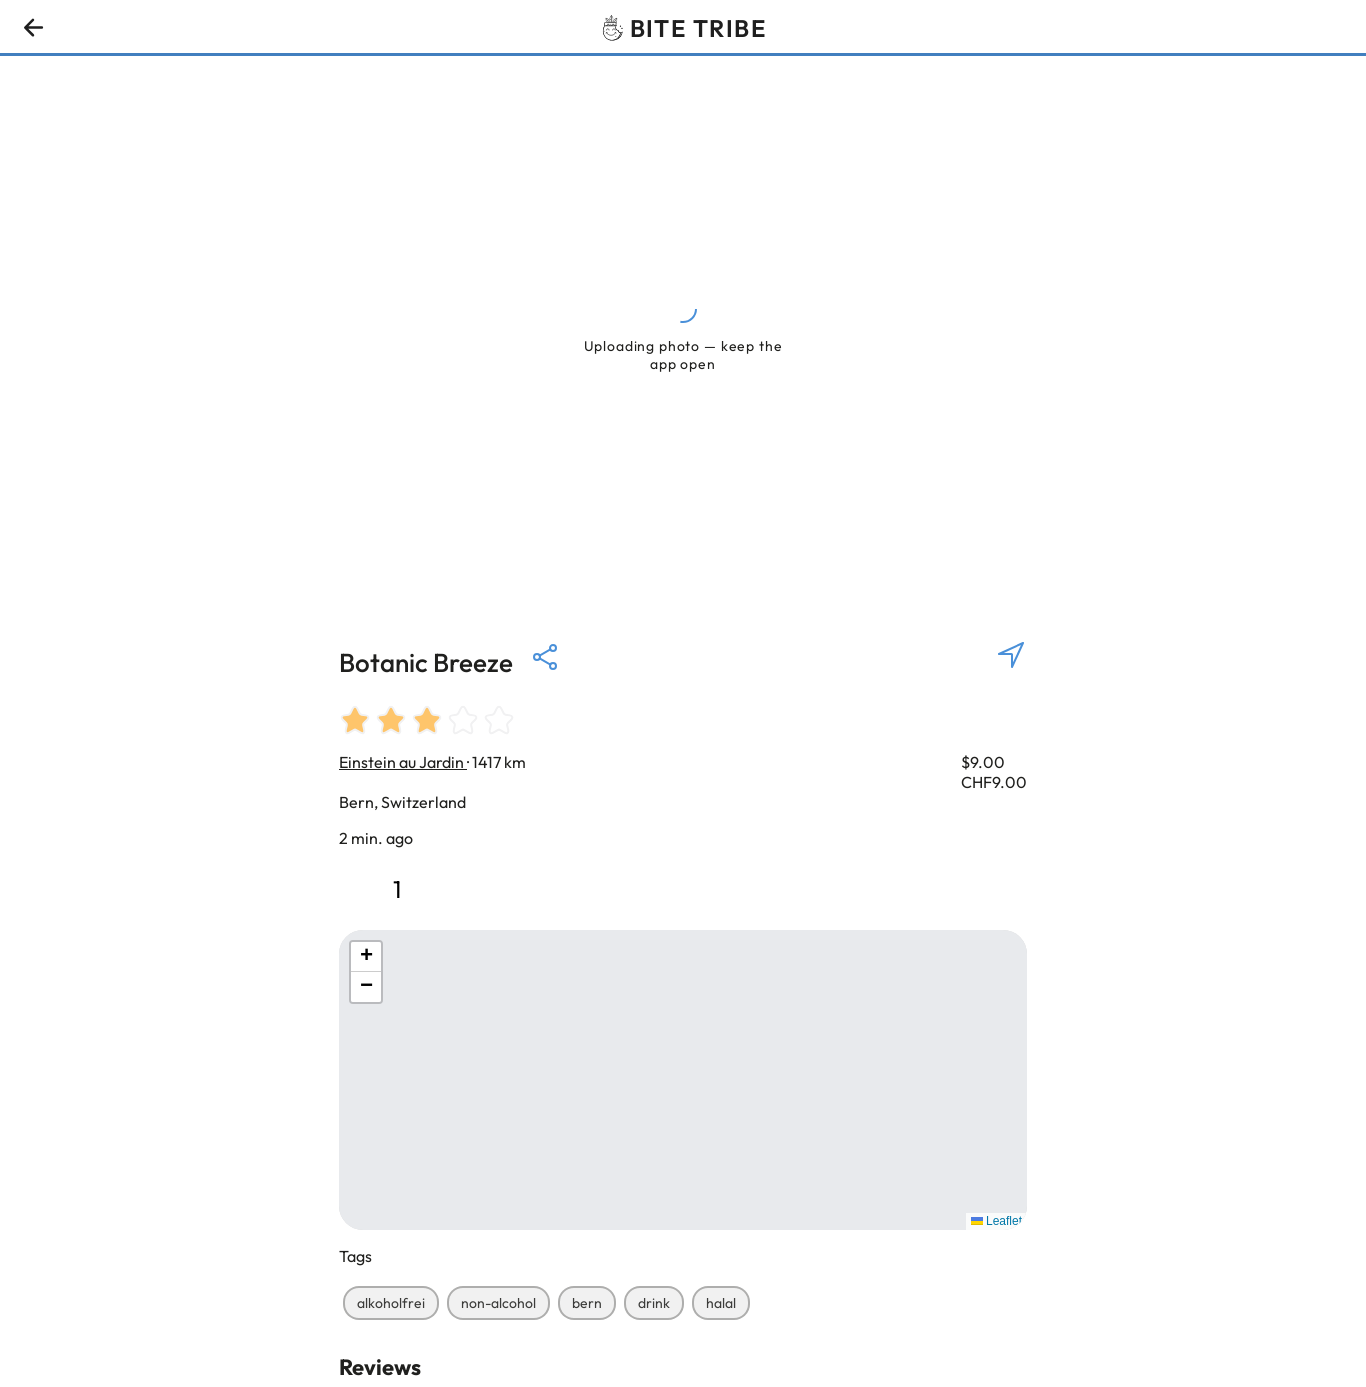 BITE TRIBE
Uploading photo — keep the
app open
Botanic Breeze
Einstein au Jardin · 1417 km
$9.00
CHF9.00
Bern, Switzerland
2 min. ago
1
+
−
Leaflet
Tags
alkoholfrei
non-alcohol
bern
drink
halal
Reviews